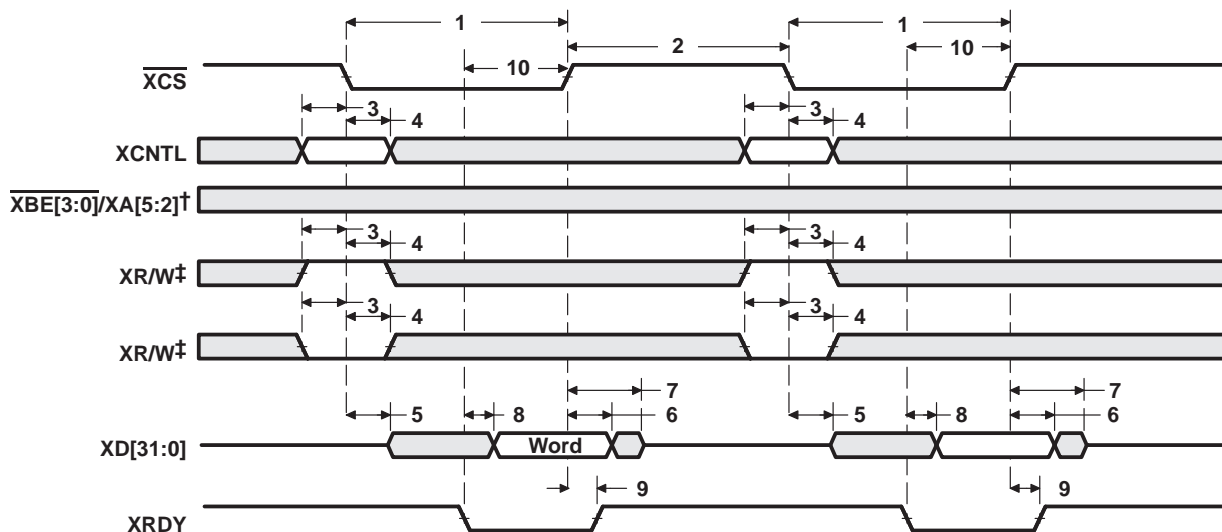 1 1
2
10 10
XCS
3 3
4 4
XCNTL
XBE[3:0]/XA[5:2]†
3 3
4 4
XR/W‡
3 3
4 4
XR/W‡
7 7
5 8 6 5 8 6
XD[31:0] Word
9 9
XRDY